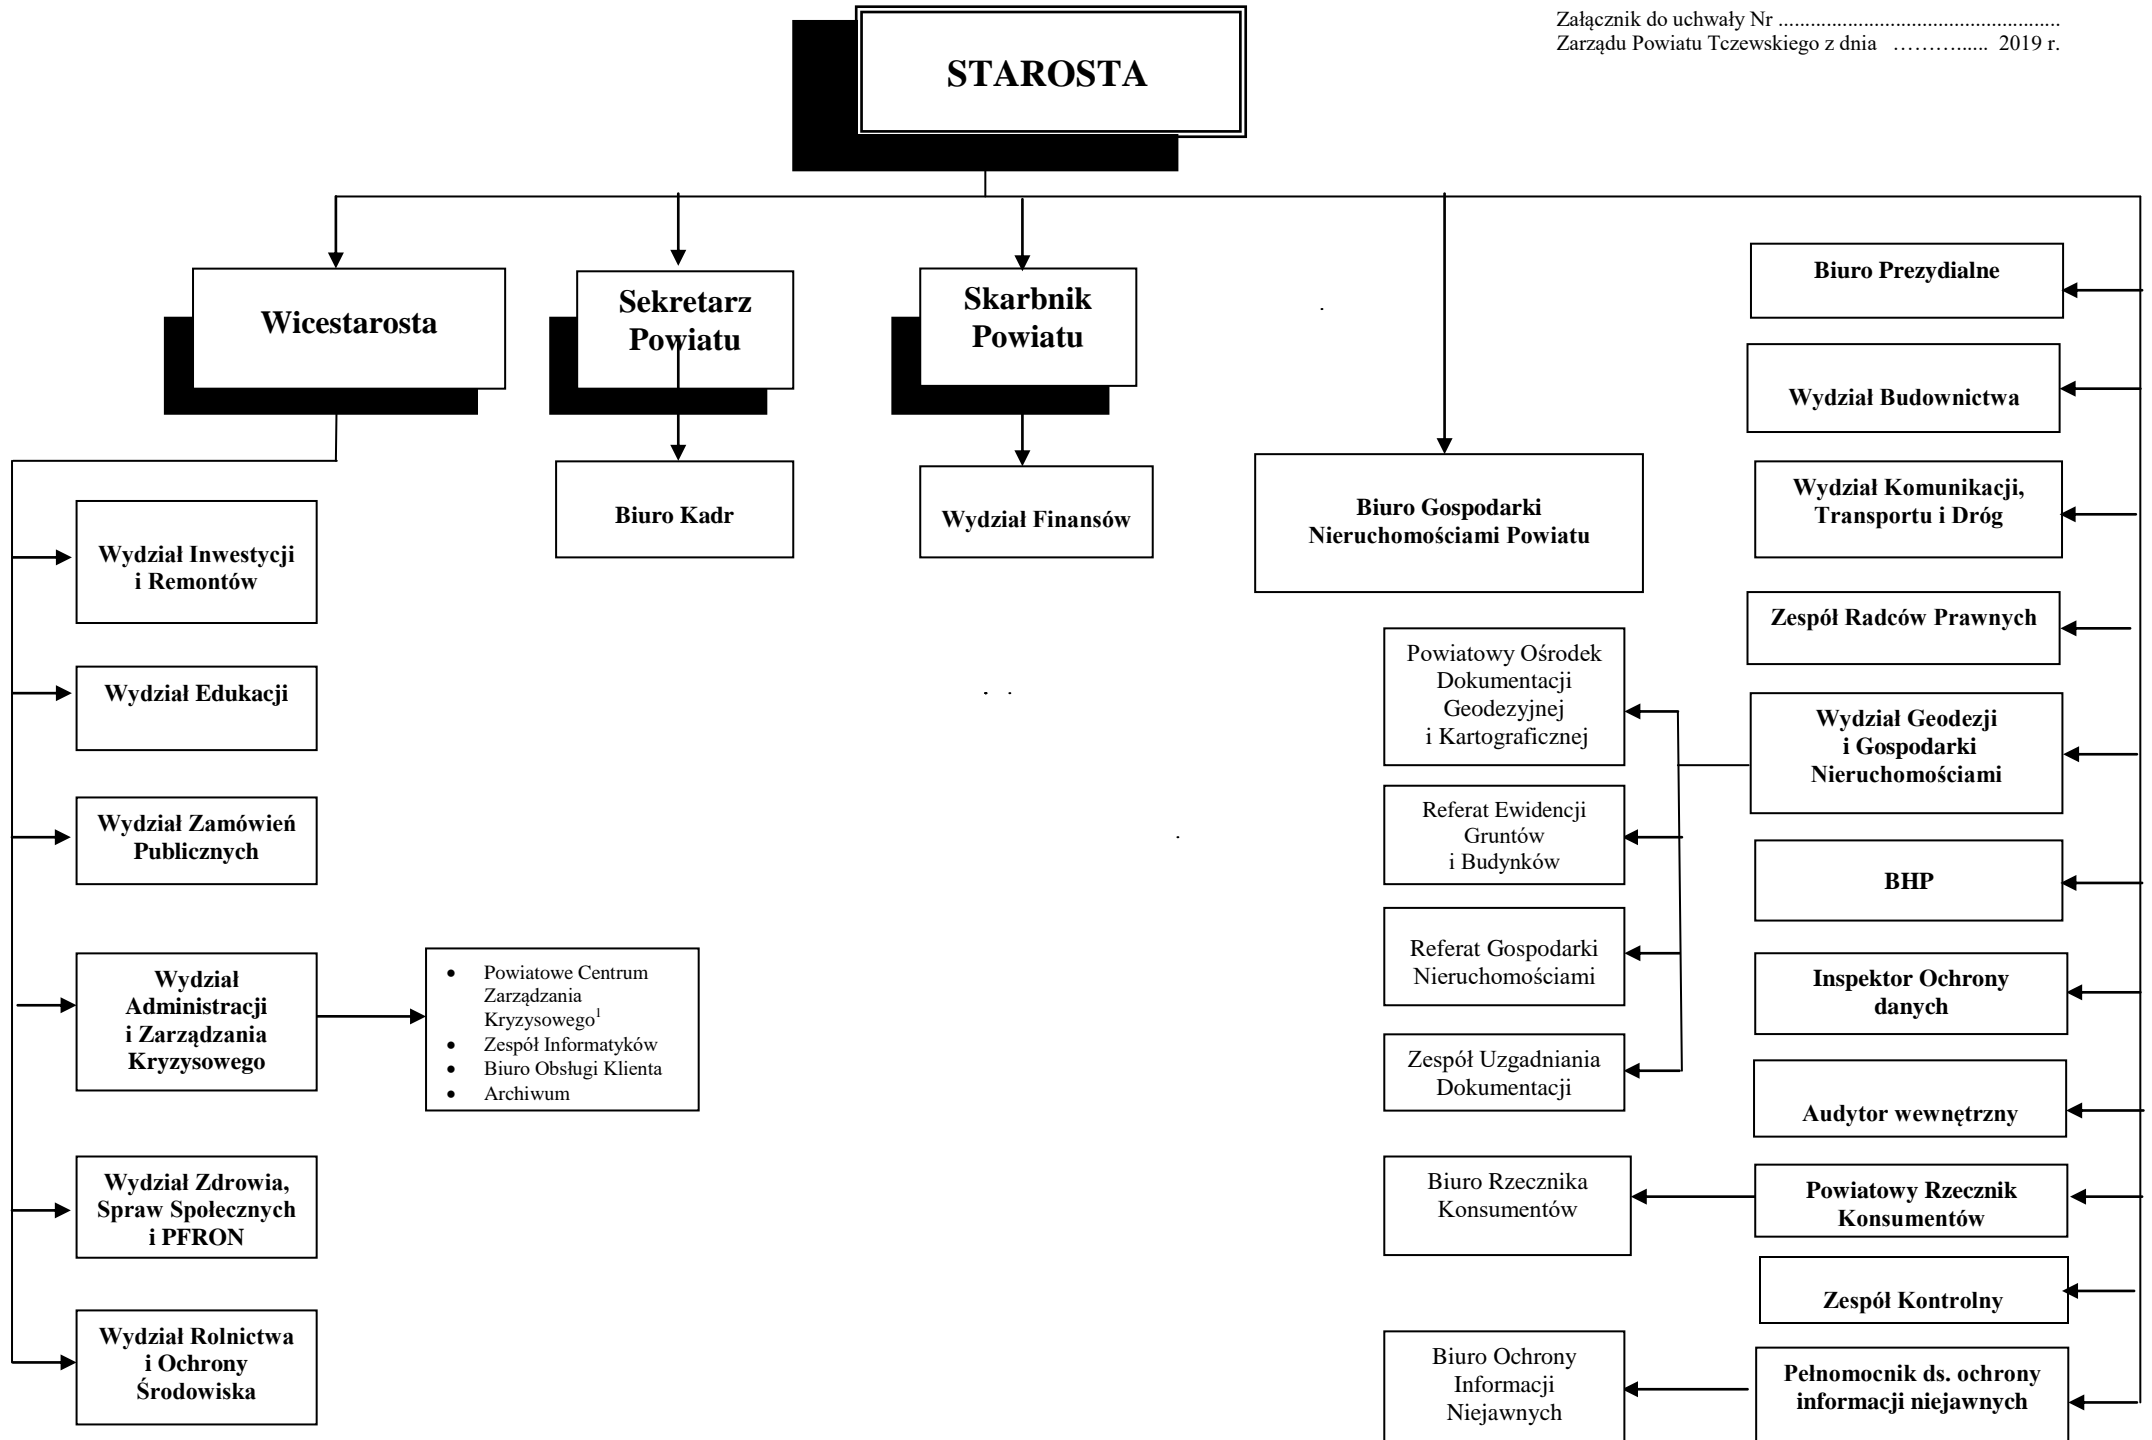 Załącznik do uchwały Nr .....................................................
Zarządu Powiatu Tczewskiego z dnia ………...... 2019 r.
STAROSTA
Wicestarosta
Sekretarz
Powiatu
Skarbnik
Powiatu
Biuro Kadr
Wydział Finansów
Biuro Gospodarki
Nieruchomościami Powiatu
Wydział Inwestycji
i Remontów
Wydział Edukacji
Wydział Zamówień
Publicznych
Wydział
Administracji
i Zarządzania
Kryzysowego
• Powiatowe Centrum
Zarządzania
Kryzysowego1
• Zespół Informatyków
• Biuro Obsługi Klienta
• Archiwum
Wydział Zdrowia,
Spraw Społecznych
i PFRON
Wydział Rolnictwa
i Ochrony
Środowiska
Biuro Prezydialne
Wydział Budownictwa
Wydział Komunikacji,
Transportu i Dróg
Zespół Radców Prawnych
Wydział Geodezji
i Gospodarki
Nieruchomościami
Powiatowy Ośrodek
Dokumentacji
Geodezyjnej
i Kartograficznej
Referat Ewidencji
Gruntów
i Budynków
Referat Gospodarki
Nieruchomościami
Zespół Uzgadniania
Dokumentacji
BHP
Inspektor Ochrony
danych
Audytor wewnętrzny
Powiatowy Rzecznik
Konsumentów
Biuro Rzecznika
Konsumentów
Zespół Kontrolny
Pełnomocnik ds. ochrony
informacji niejawnych
Biuro Ochrony
Informacji
Niejawnych